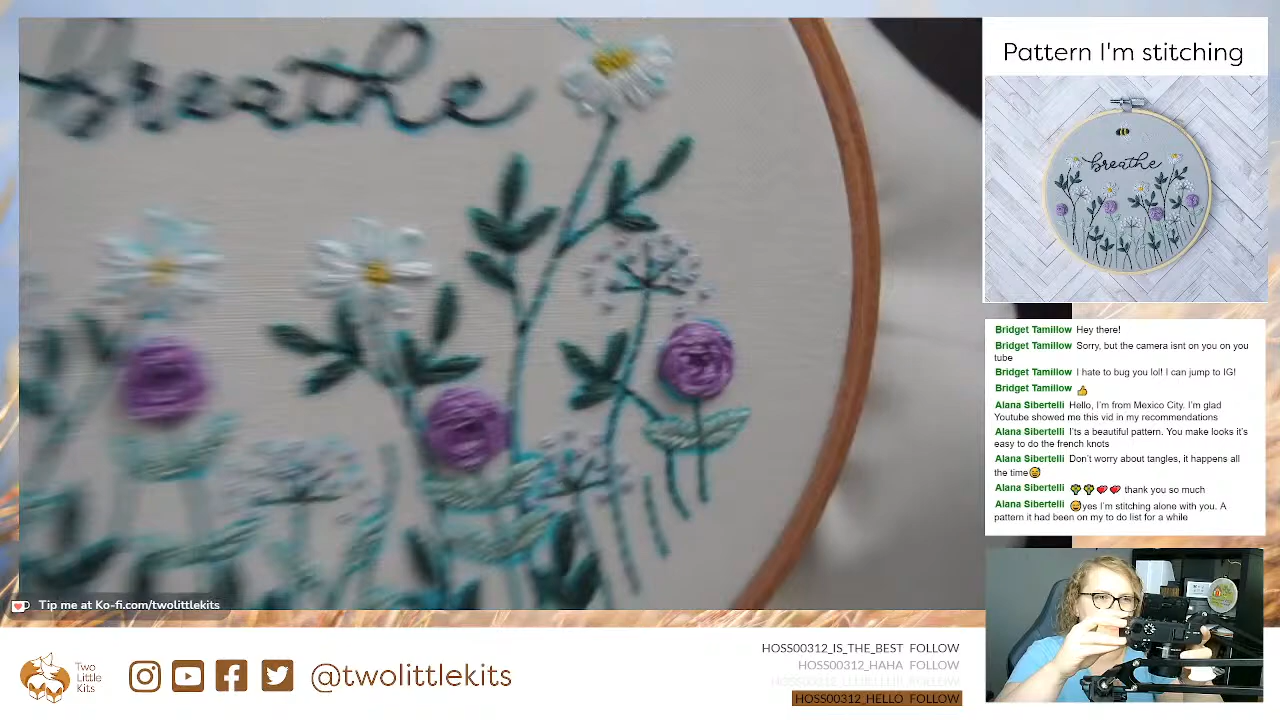 breathe
Pattern I'm stitching
breathe
Bridget Tamillow Hey there!
Bridget Tamillow Sorry, but the camera isnt on you on you
tube
Bridget Tamillow I hate to bug you lol! I can jump to IG!
Bridget Tamillow
Alana Sibertelli Hello, I'm from Mexico City. I'm glad
Youtube showed me this vid in my recommendations
Alana Sibertelli I'ts a beautiful pattern. You make looks it's
easy to do the french knots
Alana Sibertelli Don't worry about tangles, it happens all
the time
Alana Sibertelli thank you so much
Alana Sibertelli yes I'm stitching alone with you. A
pattern it had been on my to do list for a while
Tip me at Ko-fi.com/twolittlekits
Two
Little
Kits
@twolittlekits
HOSS00312_IS_THE_BEST FOLLOW
HOSS00312_HAHA FOLLOW
HOSS00312_HELLO FOLLOW